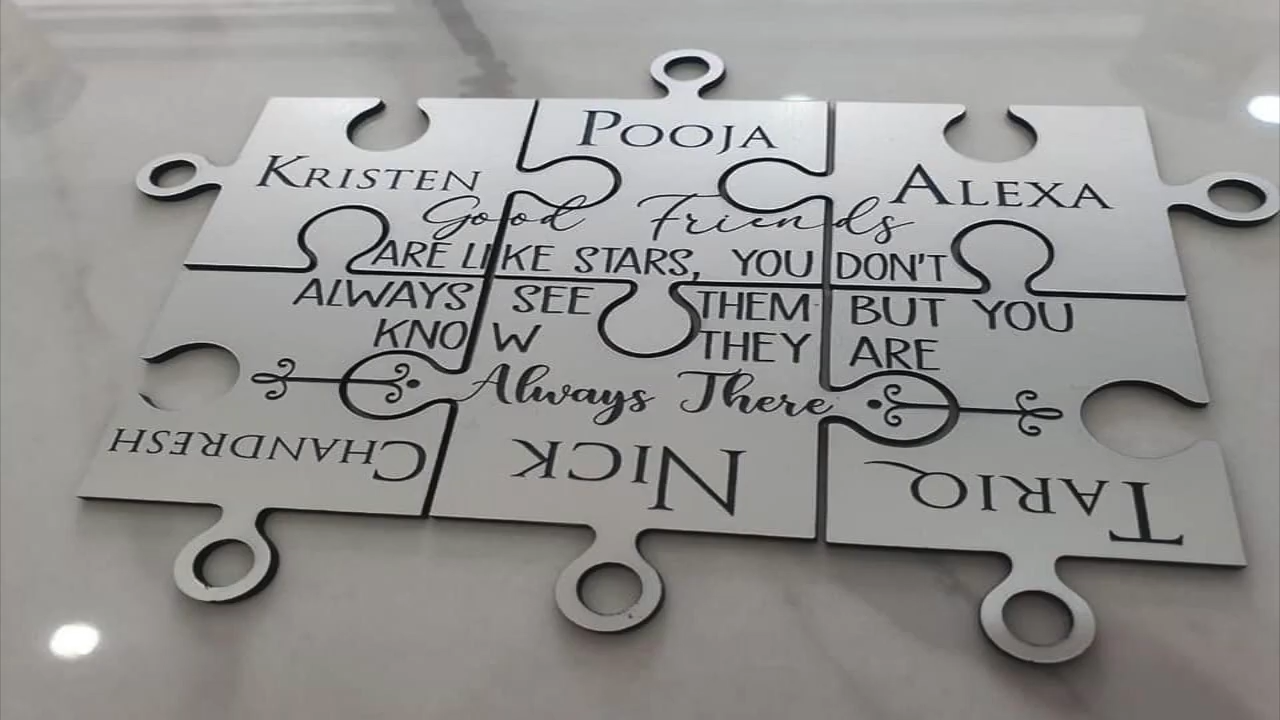 POOJA
KRISTEN
ALEXA
Good Friends
ARE LIKE STARS, YOU DON'T
ALWAYS SEE THEM BUT YOU
KNOW THEY ARE
Always There
CHANDRESH
NICK
TARIQ